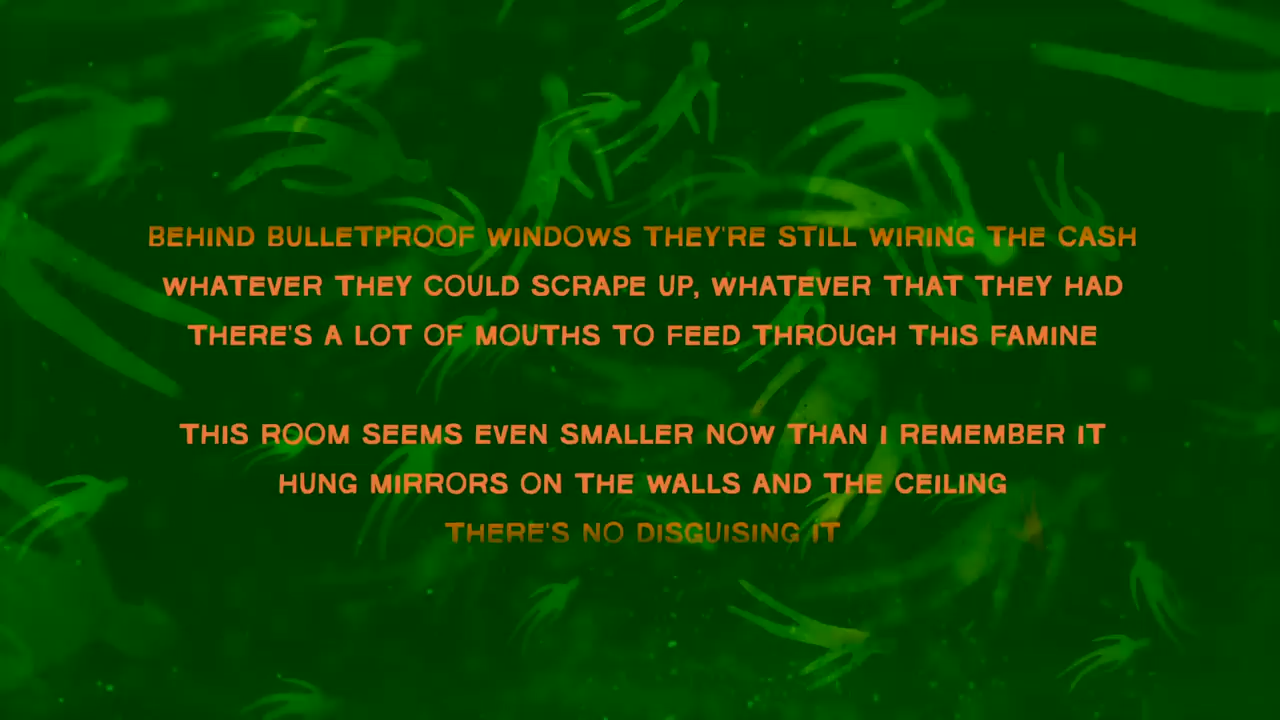 BEHIND BULLETPROOF WINDOWS THEY'RE STILL WIRING THE CASH
WHATEVER THEY COULD SCRAPE UP, WHATEVER THAT THEY HAD
THERE'S A LOT OF MOUTHS TO FEED THROUGH THIS FAMINE
THIS ROOM SEEMS EVEN SMALLER NOW THAN I REMEMBER IT
HUNG MIRRORS ON THE WALLS AND THE CEILING
THERE'S NO DISGUISING IT